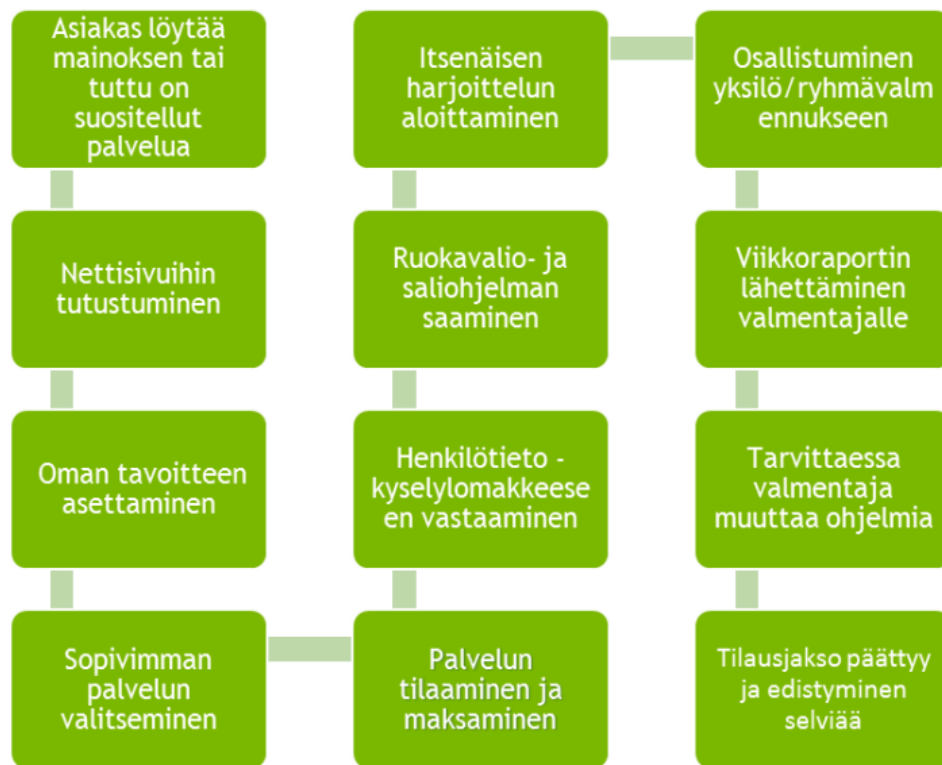 Asiakas löytää
mainoksen tai
tuttu on
suositellut
palvelua
Nettisivuihin
tutustuminen
Oman tavoitteen
asettaminen
Sopivimman
palvelun
valitseminen
Palvelun
tilaaminen ja
maksaminen
Henkilötieto -
kyselylomakkeese
en vastaaminen
Ruokavalio- ja
saliohjelman
saaminen
Itsenäisen
harjoittelun
aloittaminen
Osallistuminen
yksilö/ryhmävalm
ennukseen
Viikkoraportin
lähettäminen
valmentajalle
Tarvittaessa
valmentaja
muuttaa ohjelmia
Tilausjakso päättyy
ja edistyminen
selviää